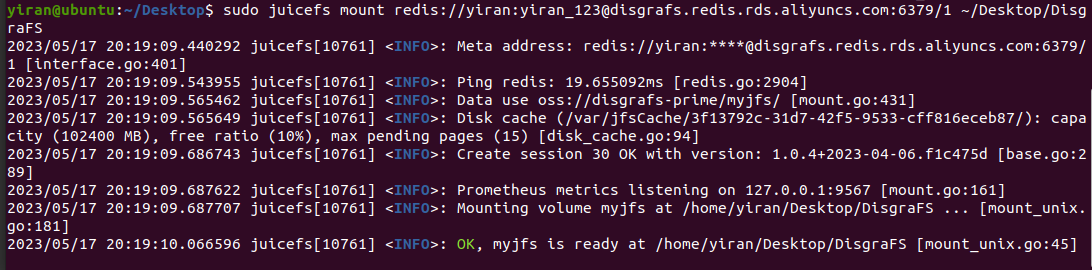 yiran@ubuntu:~/Desktop$ sudo juicefs mount redis://yiran:yiran_123@disgrafs.redis.rds.aliyuncs.com:6379/1 ~/Desktop/Disg
raFS
2023/05/17 20:19:09.440292 juicefs[10761] <INFO>: Meta address: redis://yiran:****@disgrafs.redis.rds.aliyuncs.com:6379/
1 [interface.go:401]
2023/05/17 20:19:09.543955 juicefs[10761] <INFO>: Ping redis: 19.655092ms [redis.go:2904]
2023/05/17 20:19:09.565462 juicefs[10761] <INFO>: Data use oss://disgrafs-prime/myjfs/ [mount.go:431]
2023/05/17 20:19:09.565649 juicefs[10761] <INFO>: Disk cache (/var/jfsCache/3f13792c-31d7-42f5-9533-cff816eceb87/): capa
city (102400 MB), free ratio (10%), max pending pages (15) [disk_cache.go:94]
2023/05/17 20:19:09.686743 juicefs[10761] <INFO>: Create session 30 OK with version: 1.0.4+2023-04-06.f1c475d [base.go:2
89]
2023/05/17 20:19:09.687622 juicefs[10761] <INFO>: Prometheus metrics listening on 127.0.0.1:9567 [mount.go:161]
2023/05/17 20:19:09.687707 juicefs[10761] <INFO>: Mounting volume myjfs at /home/yiran/Desktop/DisgraFS ... [mount_unix.
go:181]
2023/05/17 20:19:10.066596 juicefs[10761] <INFO>: OK, myjfs is ready at /home/yiran/Desktop/DisgraFS [mount_unix.go:45]